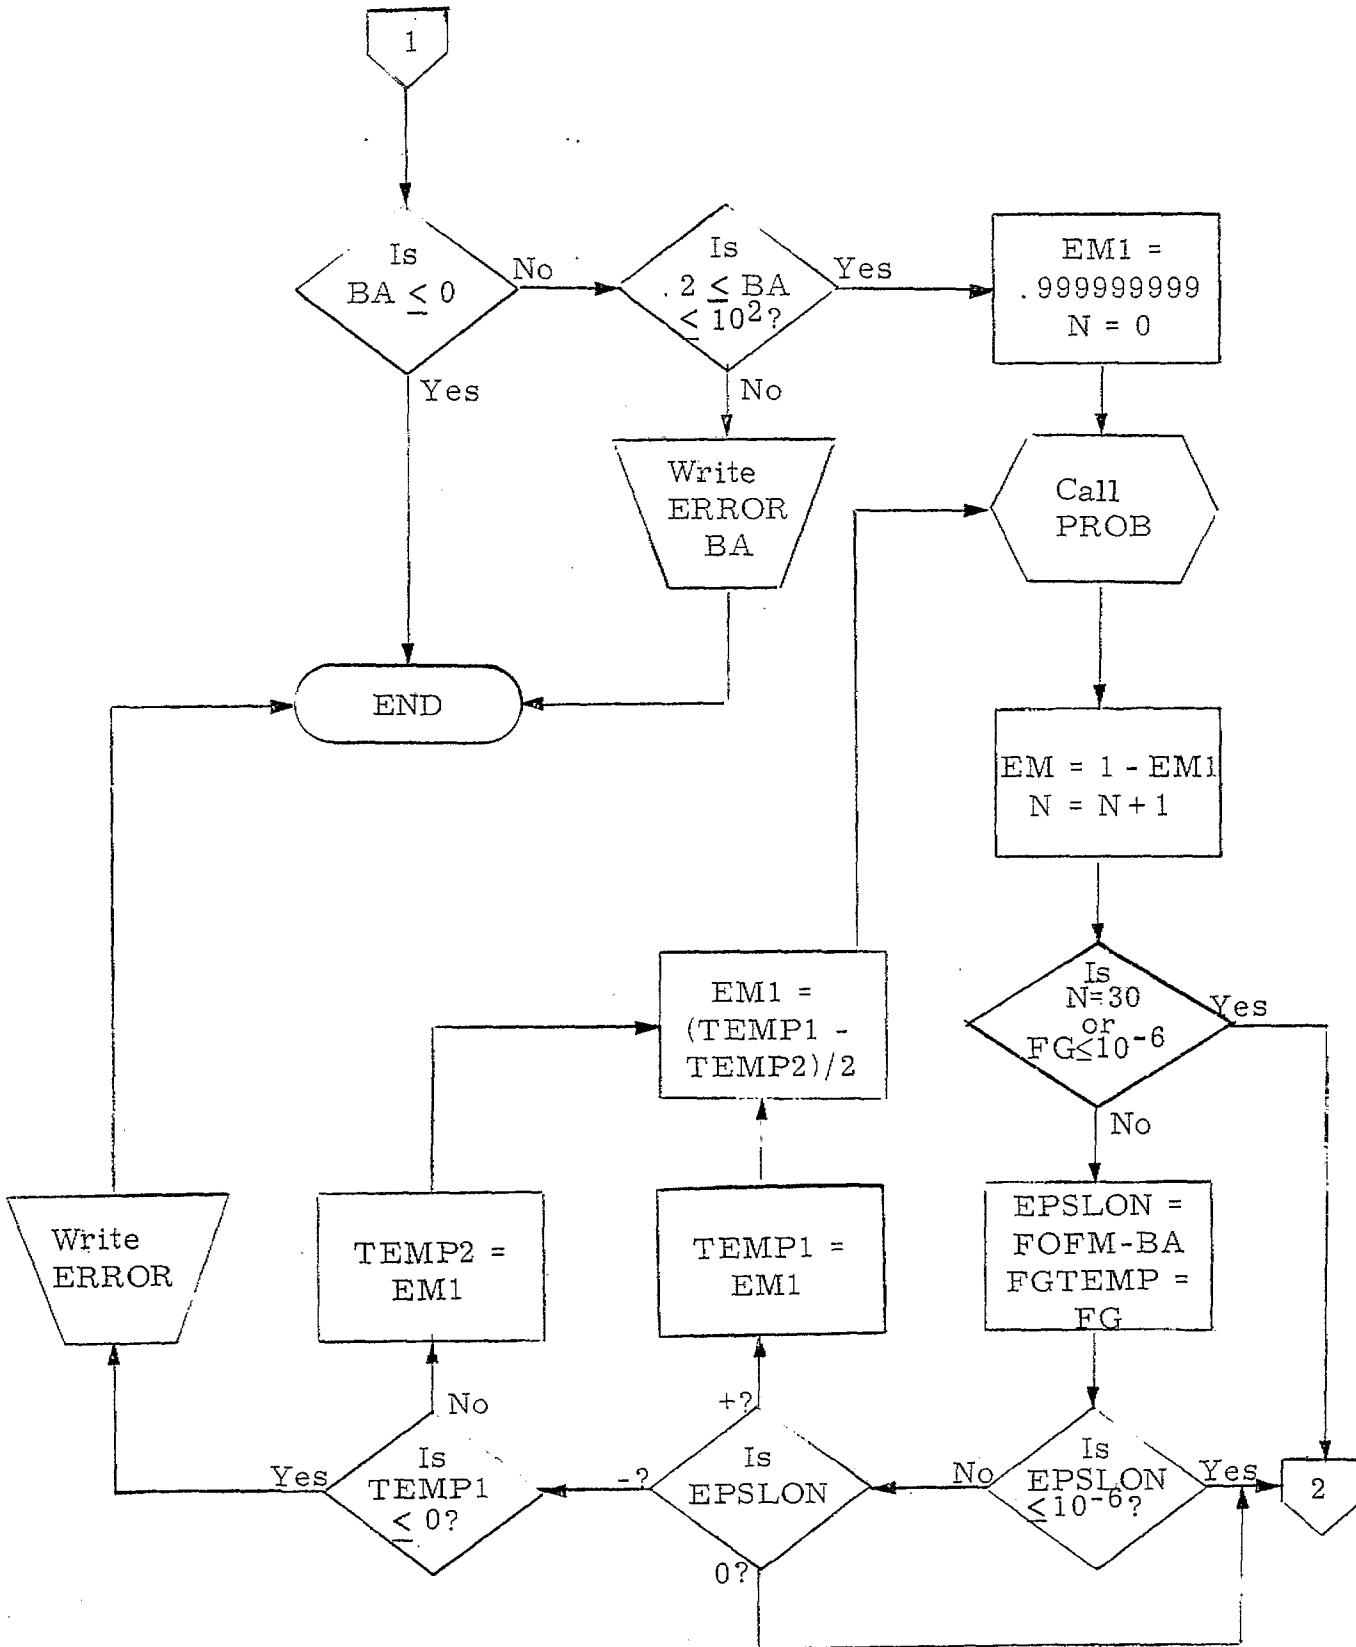 1
Is
BA ≤ 0
No
Yes
Is
.2 ≤ BA
≤ 10²?
Yes
No
EM1 =
.999999999
N = 0
Write
ERROR
BA
Call
PROB
END
EM = 1 - EM1
N = N + 1
EM1 =
(TEMP1 -
TEMP2)/2
Is
N=30
or
FG≤10⁻⁶
Yes
No
Write
ERROR
TEMP2 =
EM1
TEMP1 =
EM1
EPSLON =
FOFM-BA
FGTEMP =
FG
No
+?
Yes
Is
TEMP1
≤ 0?
-?
Is
EPSLON
0?
No
Is
EPSLON
≤10⁻⁶?
Yes
2